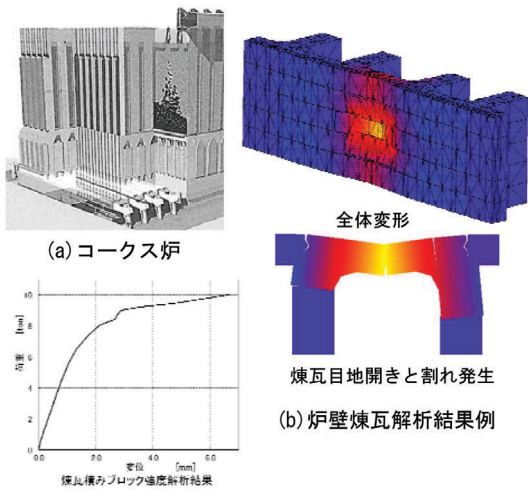 全体変形
(a) コークス炉
煉瓦目地開きと割れ発生
(b) 炉壁煉瓦解析結果例
荷重 [ton]
10
8
6
4
2
0
0.0 2.0 4.0 6.0
変位 [mm]
煉瓦積みブロック強度解析結果